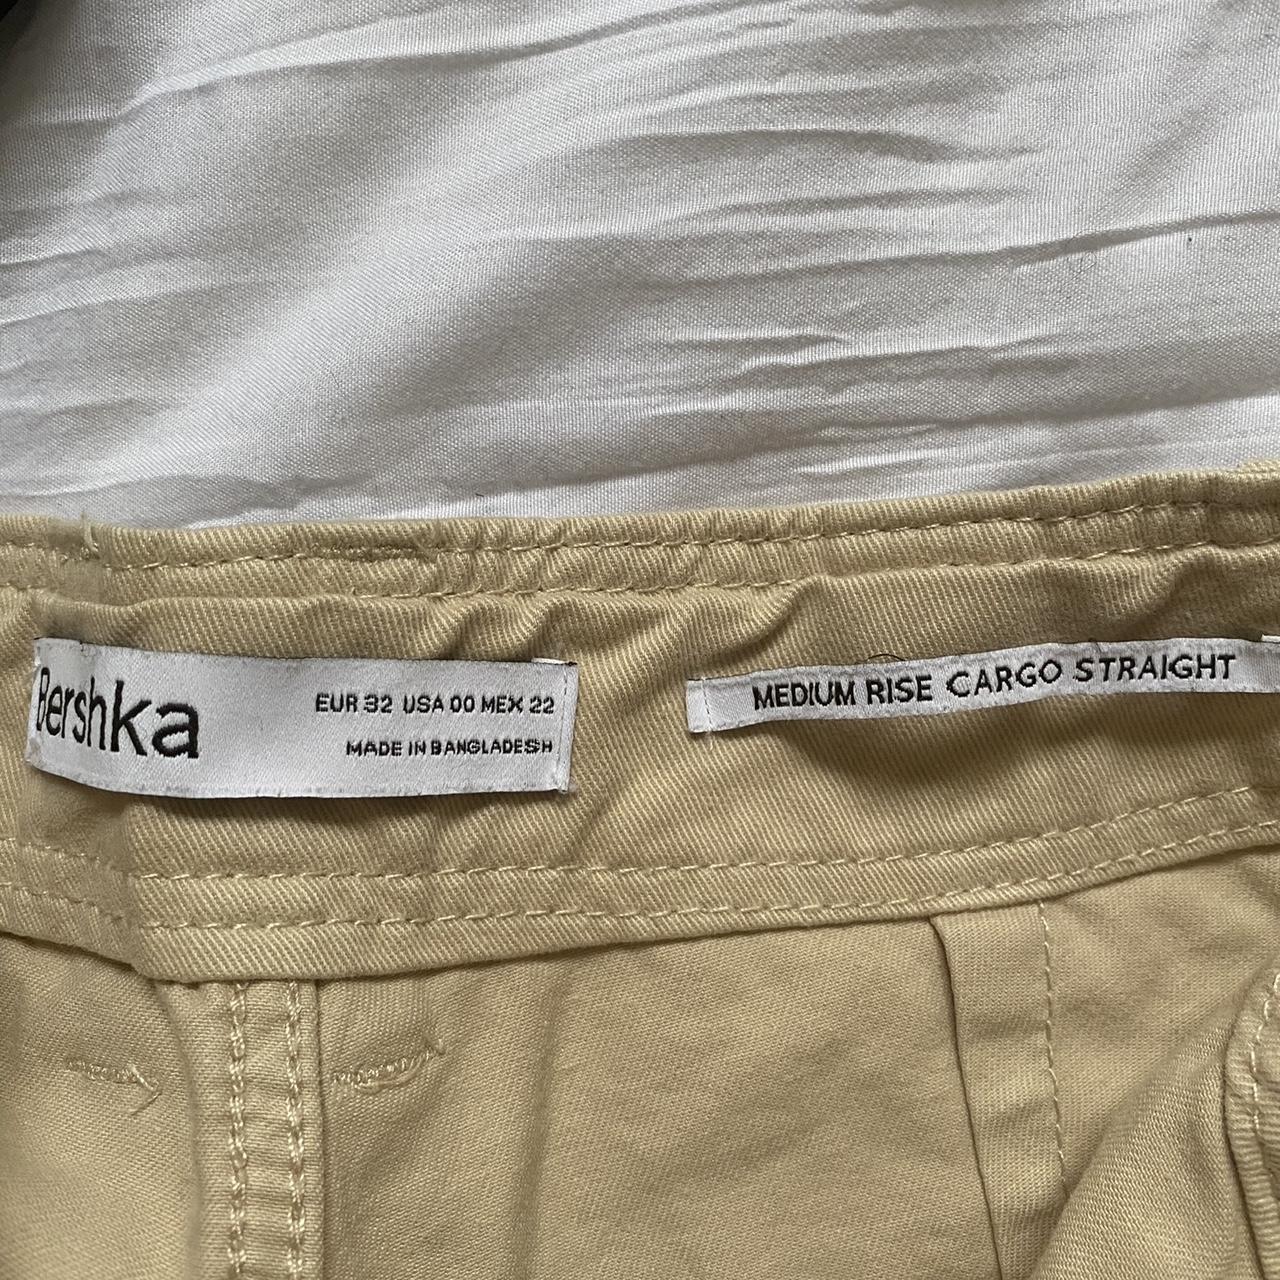 Bershka
EUR 32 USA 00 MEX 22
MADE IN BANGLADESH
MEDIUM RISE CARGO STRAIGHT